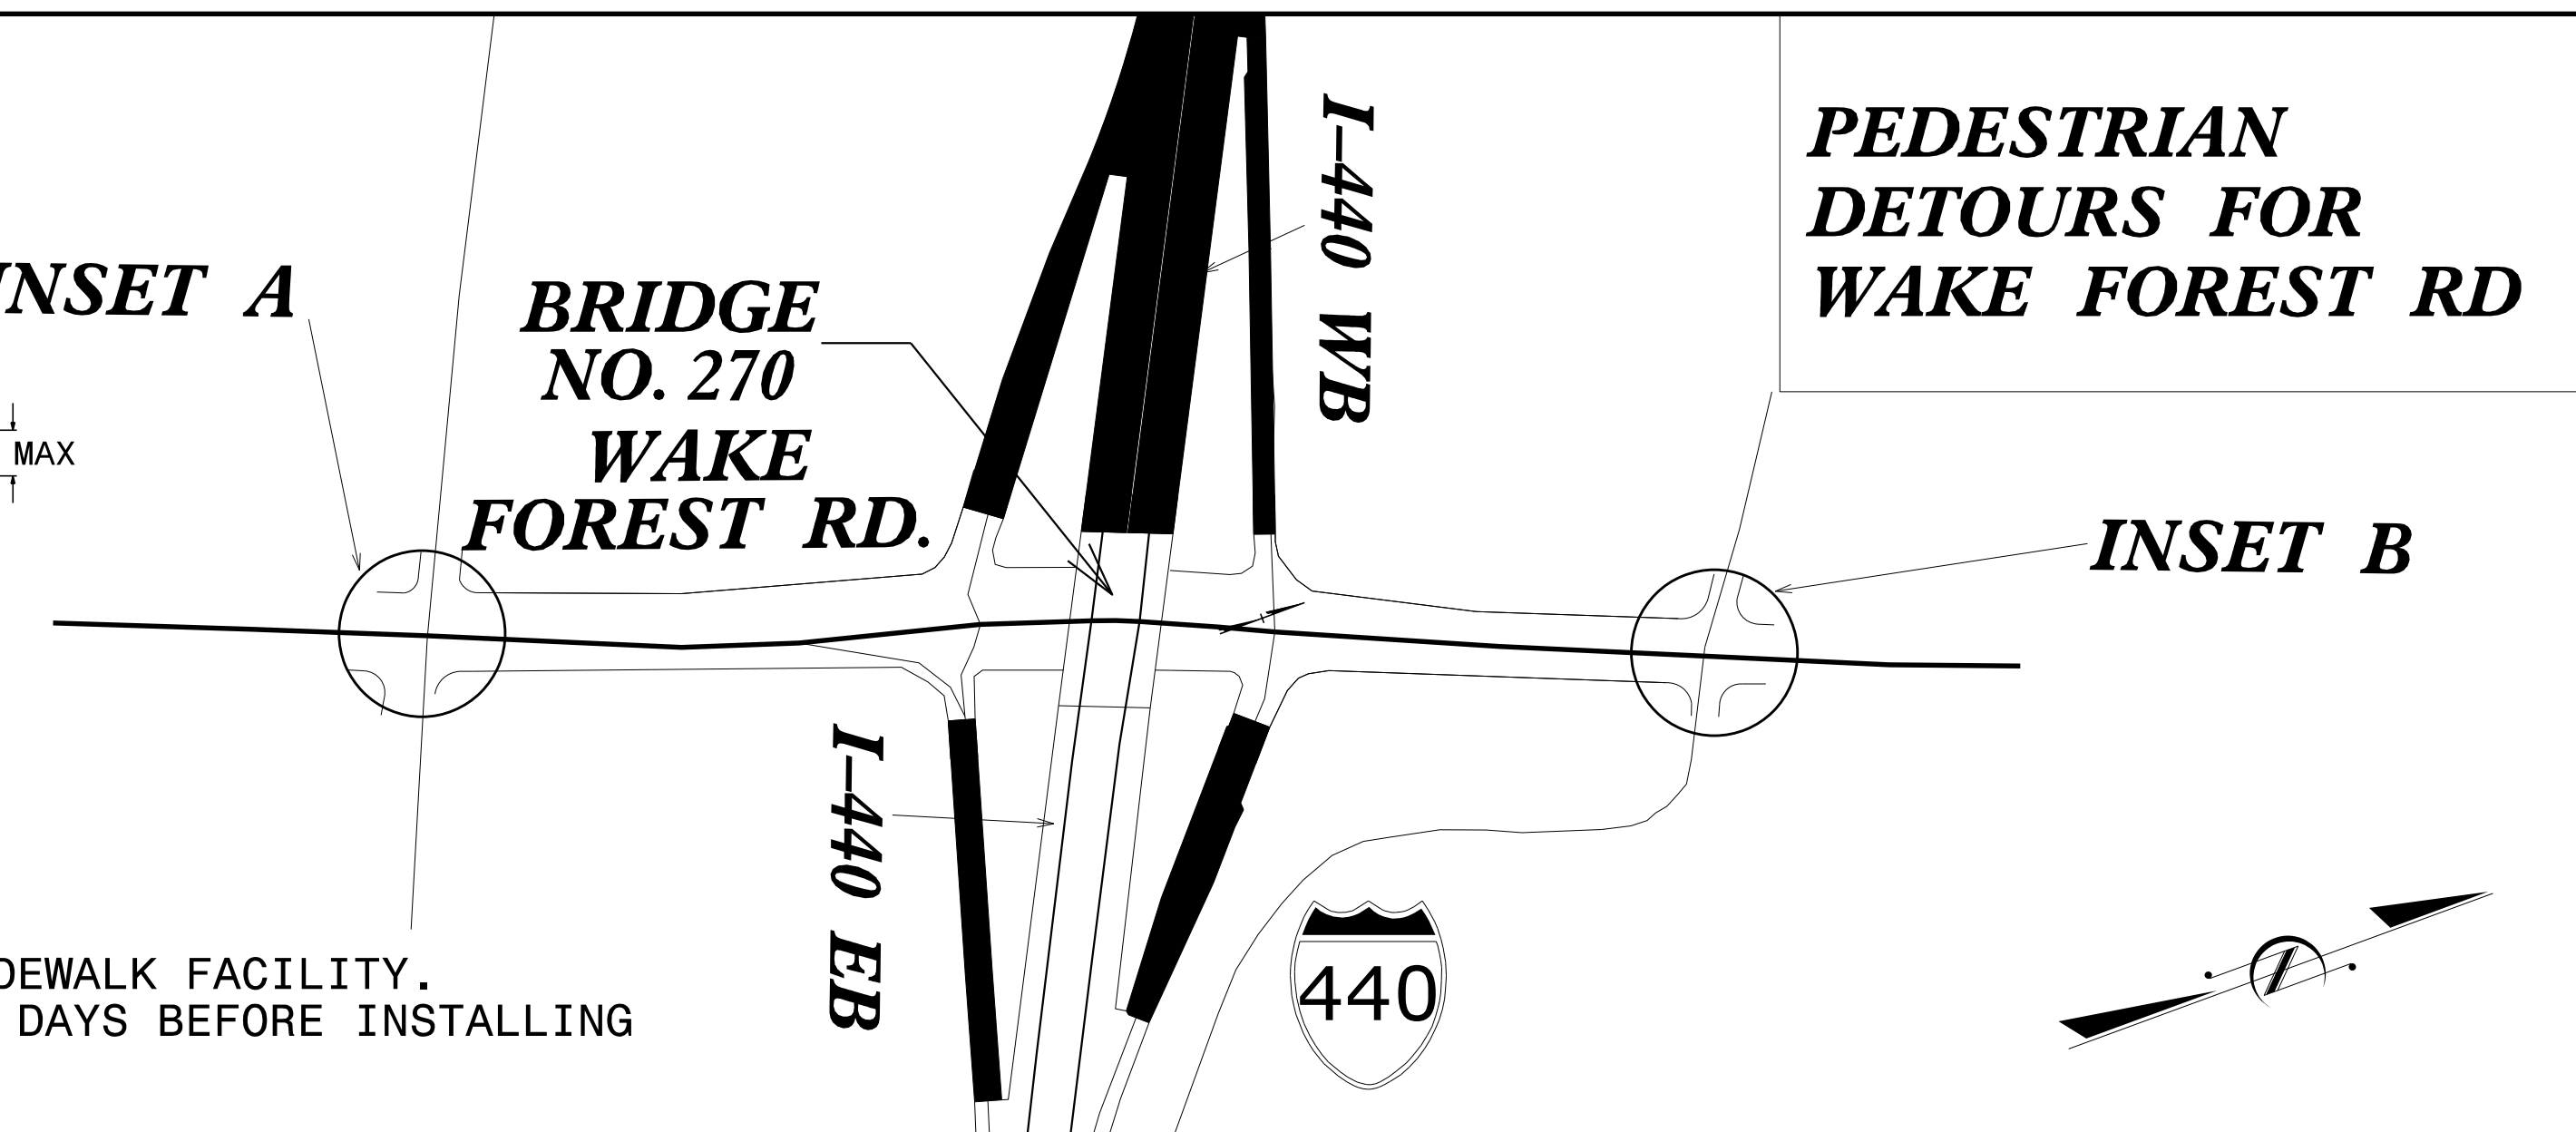 PEDESTRIAN
DETOURS FOR
WAKE FOREST RD
INSET A
BRIDGE
NO. 270
WAKE
FOREST RD.
I-440 WB
MAX
INSET B
I-440 EB
440
DEWALK FACILITY.
DAYS BEFORE INSTALLING